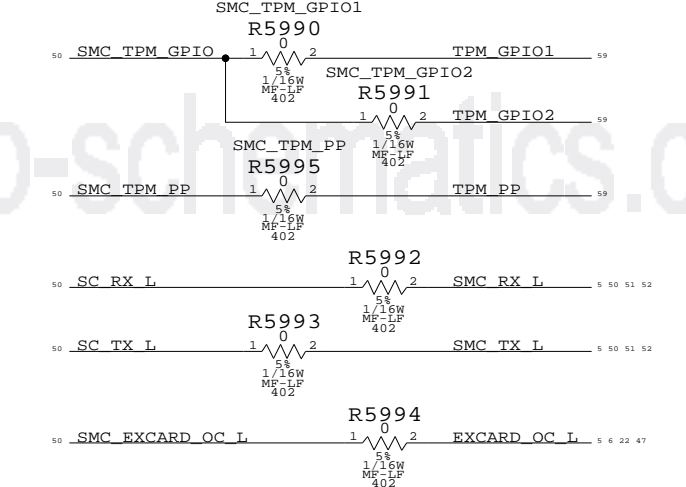 SMC_TPM_GPIO1
R5990
0
50 SMC_TPM_GPIO 1 2 TPM_GPIO1 59
5%
1/16W
MF-LF
402
SMC_TPM_GPIO2
R5991
0
1 2 TPM_GPIO2 59
5%
1/16W
MF-LF
402
SMC_TPM_PP
R5995
0
50 SMC_TPM_PP 1 2 TPM_PP 59
5%
1/16W
MF-LF
402
R5992
0
50 SC_RX_L 1 2 SMC_RX_L 5 50 51 52
5%
1/16W
MF-LF
402
R5993
0
50 SC_TX_L 1 2 SMC_TX_L 5 50 51 52
5%
1/16W
MF-LF
402
R5994
0
50 SMC_EXCARD_OC_L 1 2 EXCARD_OC_L 5 6 22 47
5%
1/16W
MF-LF
402
o-schematics.c